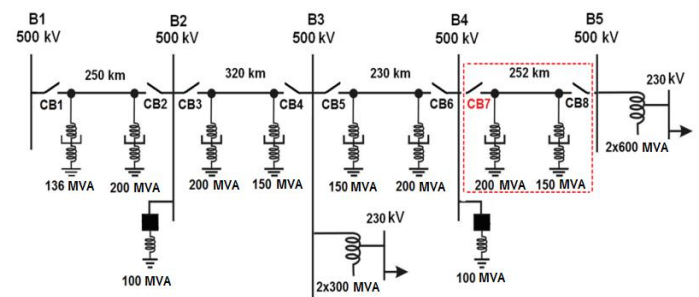 B1
500 kV
B2
500 kV
B3
500 kV
B4
500 kV
B5
500 kV
250 km
320 km
230 km
252 km
230 kV
CB1
CB2
CB3
CB4
CB5
CB6
CB7
CB8
2x600 MVA
136 MVA
200 MVA
200 MVA
150 MVA
150 MVA
200 MVA
200 MVA
150 MVA
230 kV
100 MVA
2x300 MVA
100 MVA